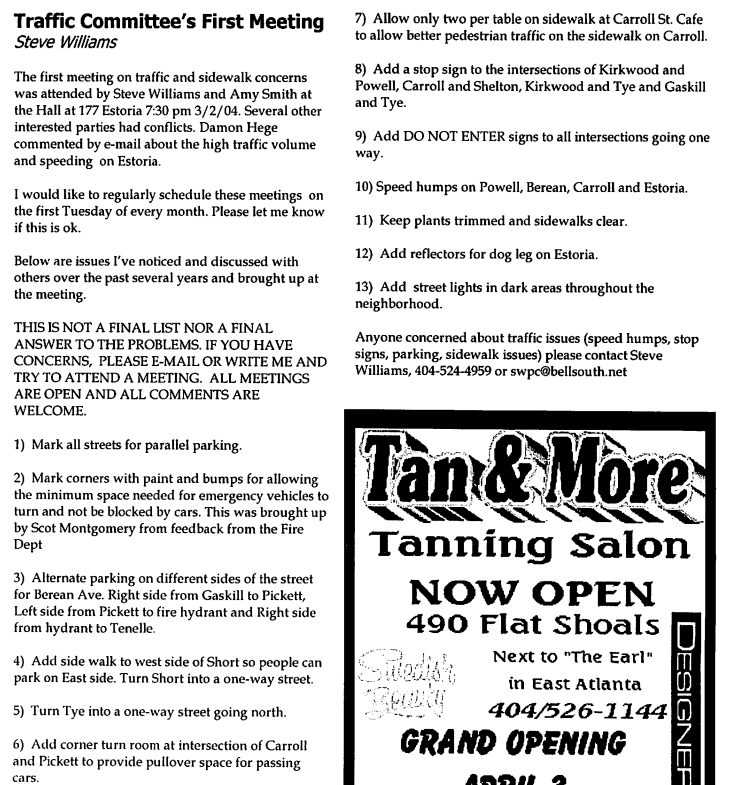 Traffic Committee's First Meeting
Steve Williams
The first meeting on traffic and sidewalk concerns
was attended by Steve Williams and Amy Smith at
the Hall at 177 Estoria 7:30 pm 3/2/04. Several other
interested parties had conflicts. Damon Hege
commented by e-mail about the high traffic volume
and speeding on Estoria.
I would like to regularly schedule these meetings on
the first Tuesday of every month. Please let me know
if this is ok.
Below are issues I've noticed and discussed with
others over the past several years and brought up at
the meeting.
THIS IS NOT A FINAL LIST NOR A FINAL
ANSWER TO THE PROBLEMS. IF YOU HAVE
CONCERNS, PLEASE E-MAIL OR WRITE ME AND
TRY TO ATTEND A MEETING. ALL MEETINGS
ARE OPEN AND ALL COMMENTS ARE
WELCOME.
1) Mark all streets for parallel parking.
2) Mark corners with paint and bumps for allowing
the minimum space needed for emergency vehicles to
turn and not be blocked by cars. This was brought up
by Scot Montgomery from feedback from the Fire
Dept
3) Alternate parking on different sides of the street
for Berean Ave. Right side from Gaskill to Pickett,
Left side from Pickett to fire hydrant and Right side
from hydrant to Tenelle.
4) Add side walk to west side of Short so people can
park on East side. Turn Short into a one-way street.
5) Turn Tye into a one-way street going north.
6) Add corner turn room at intersection of Carroll
and Pickett to provide pullover space for passing
cars.
7) Allow only two per table on sidewalk at Carroll St. Cafe
to allow better pedestrian traffic on the sidewalk on Carroll.
8) Add a stop sign to the intersections of Kirkwood and
Powell, Carroll and Shelton, Kirkwood and Tye and Gaskill
and Tye.
9) Add DO NOT ENTER signs to all intersections going one
way.
10) Speed humps on Powell, Berean, Carroll and Estoria.
11) Keep plants trimmed and sidewalks clear.
12) Add reflectors for dog leg on Estoria.
13) Add street lights in dark areas throughout the
neighborhood.
Anyone concerned about traffic issues (speed humps, stop
signs, parking, sidewalk issues) please contact Steve
Williams, 404-524-4959 or swpc@bellsouth.net
Tan & More
Tanning Salon
NOW OPEN
490 Flat Shoals
Next to "The Earl"
in East Atlanta
404/526-1144
Swedish
Beauty
DESIGNER
GRAND OPENING
APRIL 3